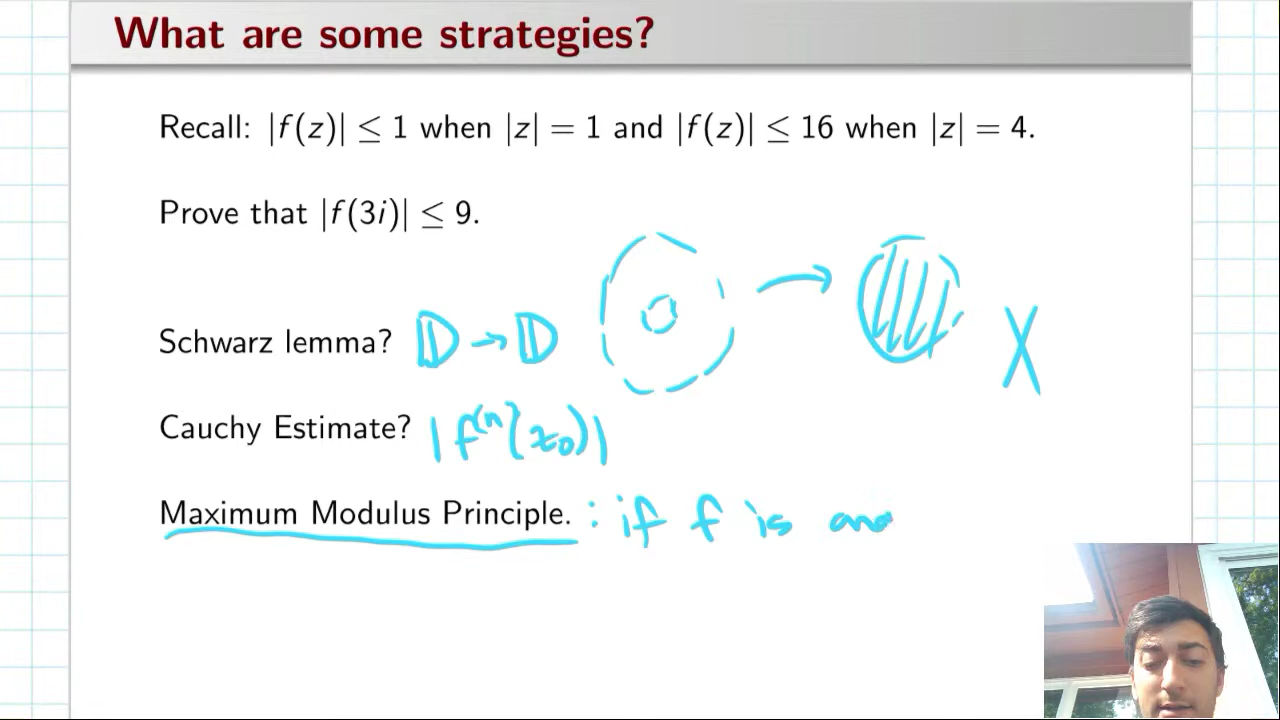 What are some strategies?
Recall: |f(z)| ≤ 1 when |z| = 1 and |f(z)| ≤ 16 when |z| = 4.
Prove that |f(3i)| ≤ 9.
Schwarz lemma? 𝔻 → 𝔻
Cauchy Estimate? |f⁽ⁿ⁾(z₀)|
Maximum Modulus Principle. : if f is ana